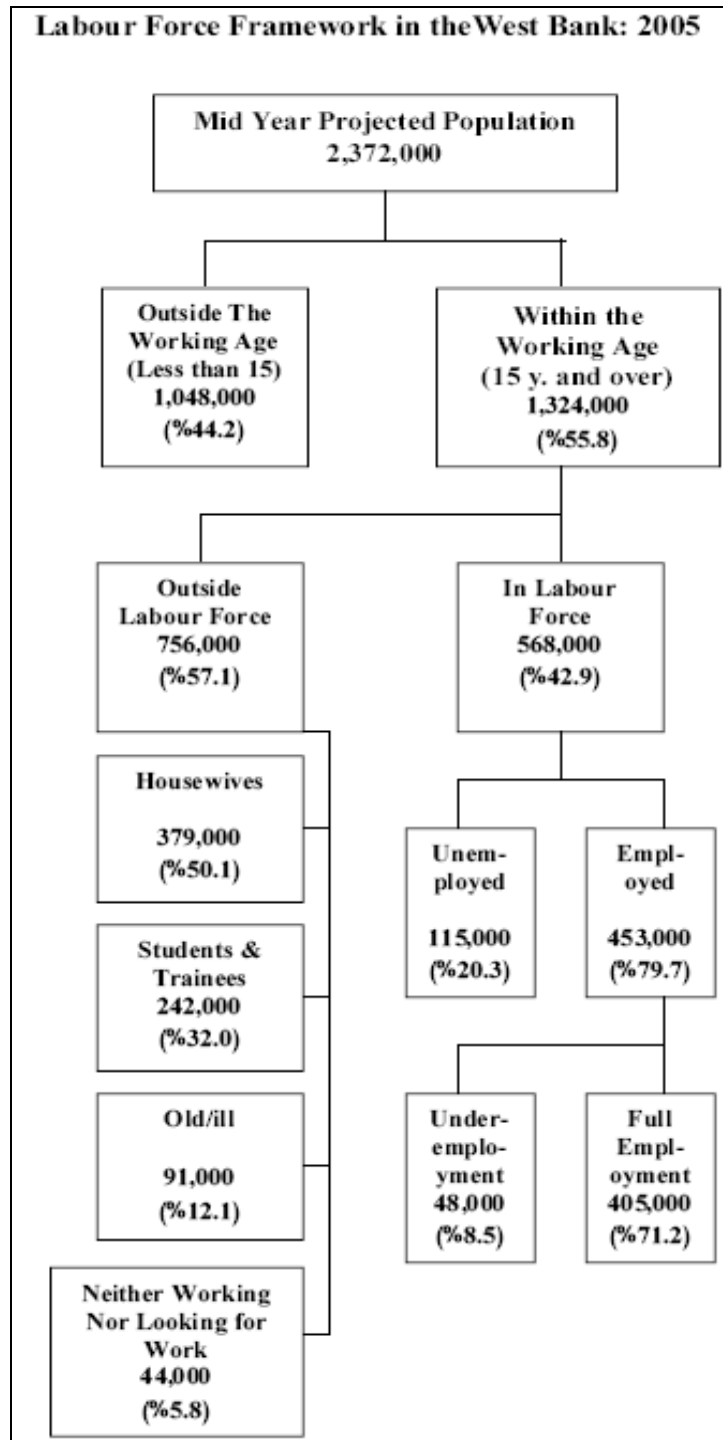 Labour Force Framework in theWest Bank: 2005
Mid Year Projected Population
2,372,000
Outside The
Working Age
(Less than 15)
1,048,000
(%44.2)
Within the
Working Age
(15 y. and over)
1,324,000
(%55.8)
Outside
Labour Force
756,000
(%57.1)
In Labour
Force
568,000
(%42.9)
Housewives
379,000
(%50.1)
Students &
Trainees
242,000
(%32.0)
Old/ill
91,000
(%12.1)
Neither Working
Nor Looking for
Work
44,000
(%5.8)
Unem-
ployed
115,000
(%20.3)
Empl-
oyed
453,000
(%79.7)
Under-
emplo-
yment
48,000
(%8.5)
Full
Empl-
oyment
405,000
(%71.2)